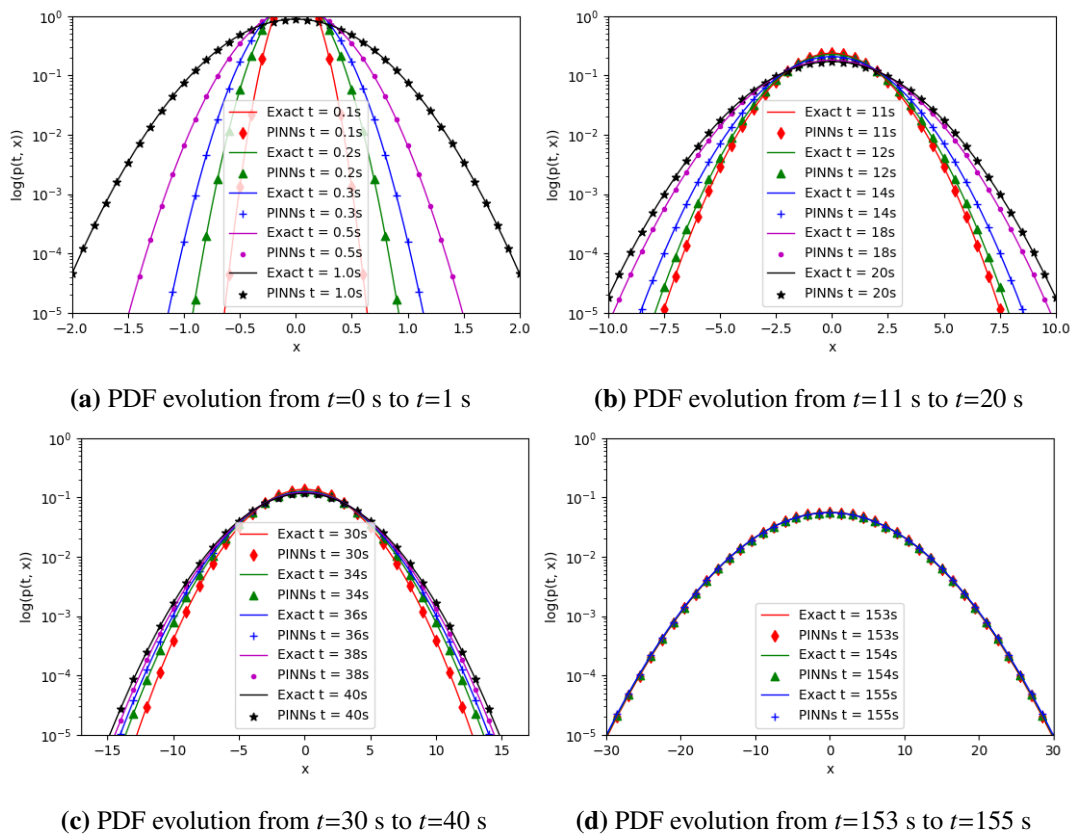 10⁰
10⁻¹
10⁻²
10⁻³
10⁻⁴
10⁻⁵
log(p(t, x))
Exact t = 0.1s
PINNs t = 0.1s
Exact t = 0.2s
PINNs t = 0.2s
Exact t = 0.3s
PINNs t = 0.3s
Exact t = 0.5s
PINNs t = 0.5s
Exact t = 1.0s
PINNs t = 1.0s
−2.0 −1.5 −1.0 −0.5 0.0 0.5 1.0 1.5 2.0
x
(a) PDF evolution from t=0 s to t=1 s
10⁰
10⁻¹
10⁻²
10⁻³
10⁻⁴
10⁻⁵
log(p(t, x))
Exact t = 11s
PINNs t = 11s
Exact t = 12s
PINNs t = 12s
Exact t = 14s
PINNs t = 14s
Exact t = 18s
PINNs t = 18s
Exact t = 20s
PINNs t = 20s
−10.0 −7.5 −5.0 −2.5 0.0 2.5 5.0 7.5 10.0
x
(b) PDF evolution from t=11 s to t=20 s
10⁰
10⁻¹
10⁻²
10⁻³
10⁻⁴
10⁻⁵
log(p(t, x))
Exact t = 30s
PINNs t = 30s
Exact t = 34s
PINNs t = 34s
Exact t = 36s
PINNs t = 36s
Exact t = 38s
PINNs t = 38s
Exact t = 40s
PINNs t = 40s
−15 −10 −5 0 5 10 15
x
(c) PDF evolution from t=30 s to t=40 s
10⁰
10⁻¹
10⁻²
10⁻³
10⁻⁴
10⁻⁵
log(p(t, x))
Exact t = 153s
PINNs t = 153s
Exact t = 154s
PINNs t = 154s
Exact t = 155s
PINNs t = 155s
−30 −20 −10 0 10 20 30
x
(d) PDF evolution from t=153 s to t=155 s